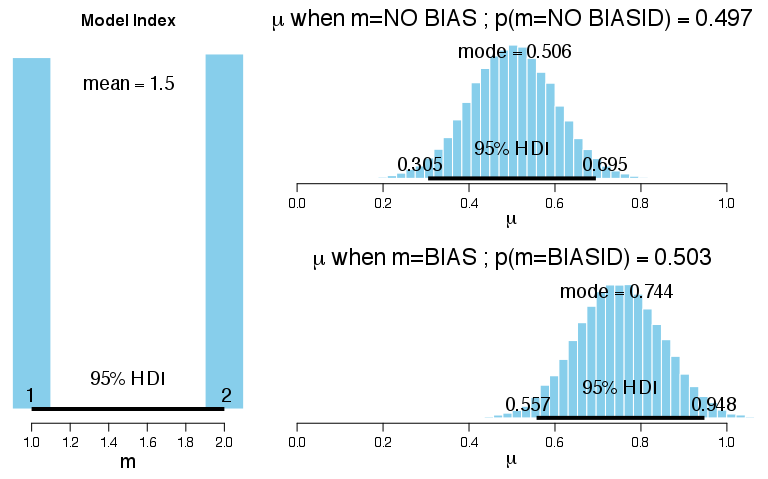 Model Index
mean = 1.5
95% HDI
1
2
1.0 1.2 1.4 1.6 1.8 2.0
m
μ when m=NO BIAS ; p(m=NO BIASID) = 0.497
mode = 0.506
95% HDI
0.305 0.695
0.0 0.2 0.4 0.6 0.8 1.0
μ
μ when m=BIAS ; p(m=BIASID) = 0.503
mode = 0.744
95% HDI
0.557 0.948
0.0 0.2 0.4 0.6 0.8 1.0
μ